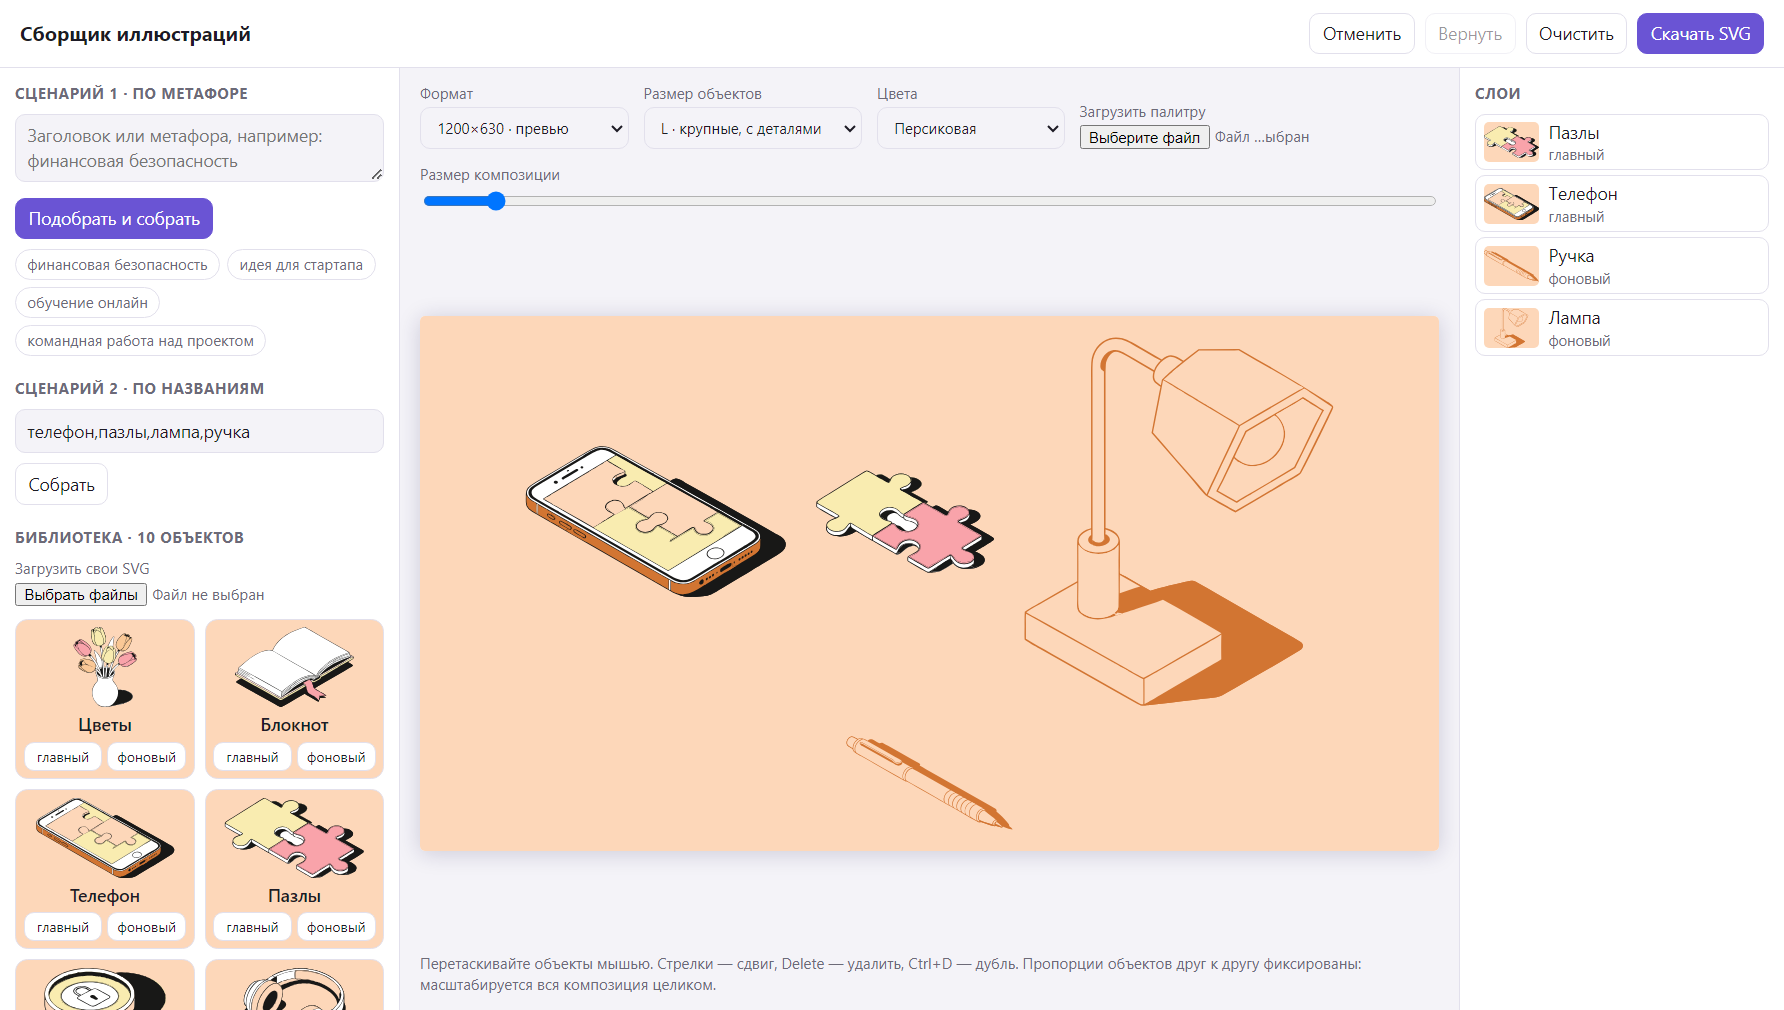 Сборщик иллюстраций
Отменить
Вернуть
Очистить
Скачать SVG
СЦЕНАРИЙ 1 · ПО МЕТАФОРЕ
Заголовок или метафора, например:
финансовая безопасность
Подобрать и собрать
финансовая безопасность
идея для стартапа
обучение онлайн
командная работа над проектом
СЦЕНАРИЙ 2 · ПО НАЗВАНИЯМ
телефон,пазлы,лампа,ручка
Собрать
БИБЛИОТЕКА · 10 ОБЪЕКТОВ
Загрузить свои SVG
Выбрать файлы Файл не выбран
Цветы
главный фоновый
Блокнот
главный фоновый
Телефон
главный фоновый
Пазлы
главный фоновый
Формат
1200×630 · превью
Размер объектов
L · крупные, с деталями
Цвета
Персиковая
Загрузить палитру
Выберите файл Файл ...ыбран
Размер композиции
Перетаскивайте объекты мышью. Стрелки — сдвиг, Delete — удалить, Ctrl+D — дубль. Пропорции объектов друг к другу фиксированы:
масштабируется вся композиция целиком.
СЛОИ
Пазлы
главный
Телефон
главный
Ручка
фоновый
Лампа
фоновый